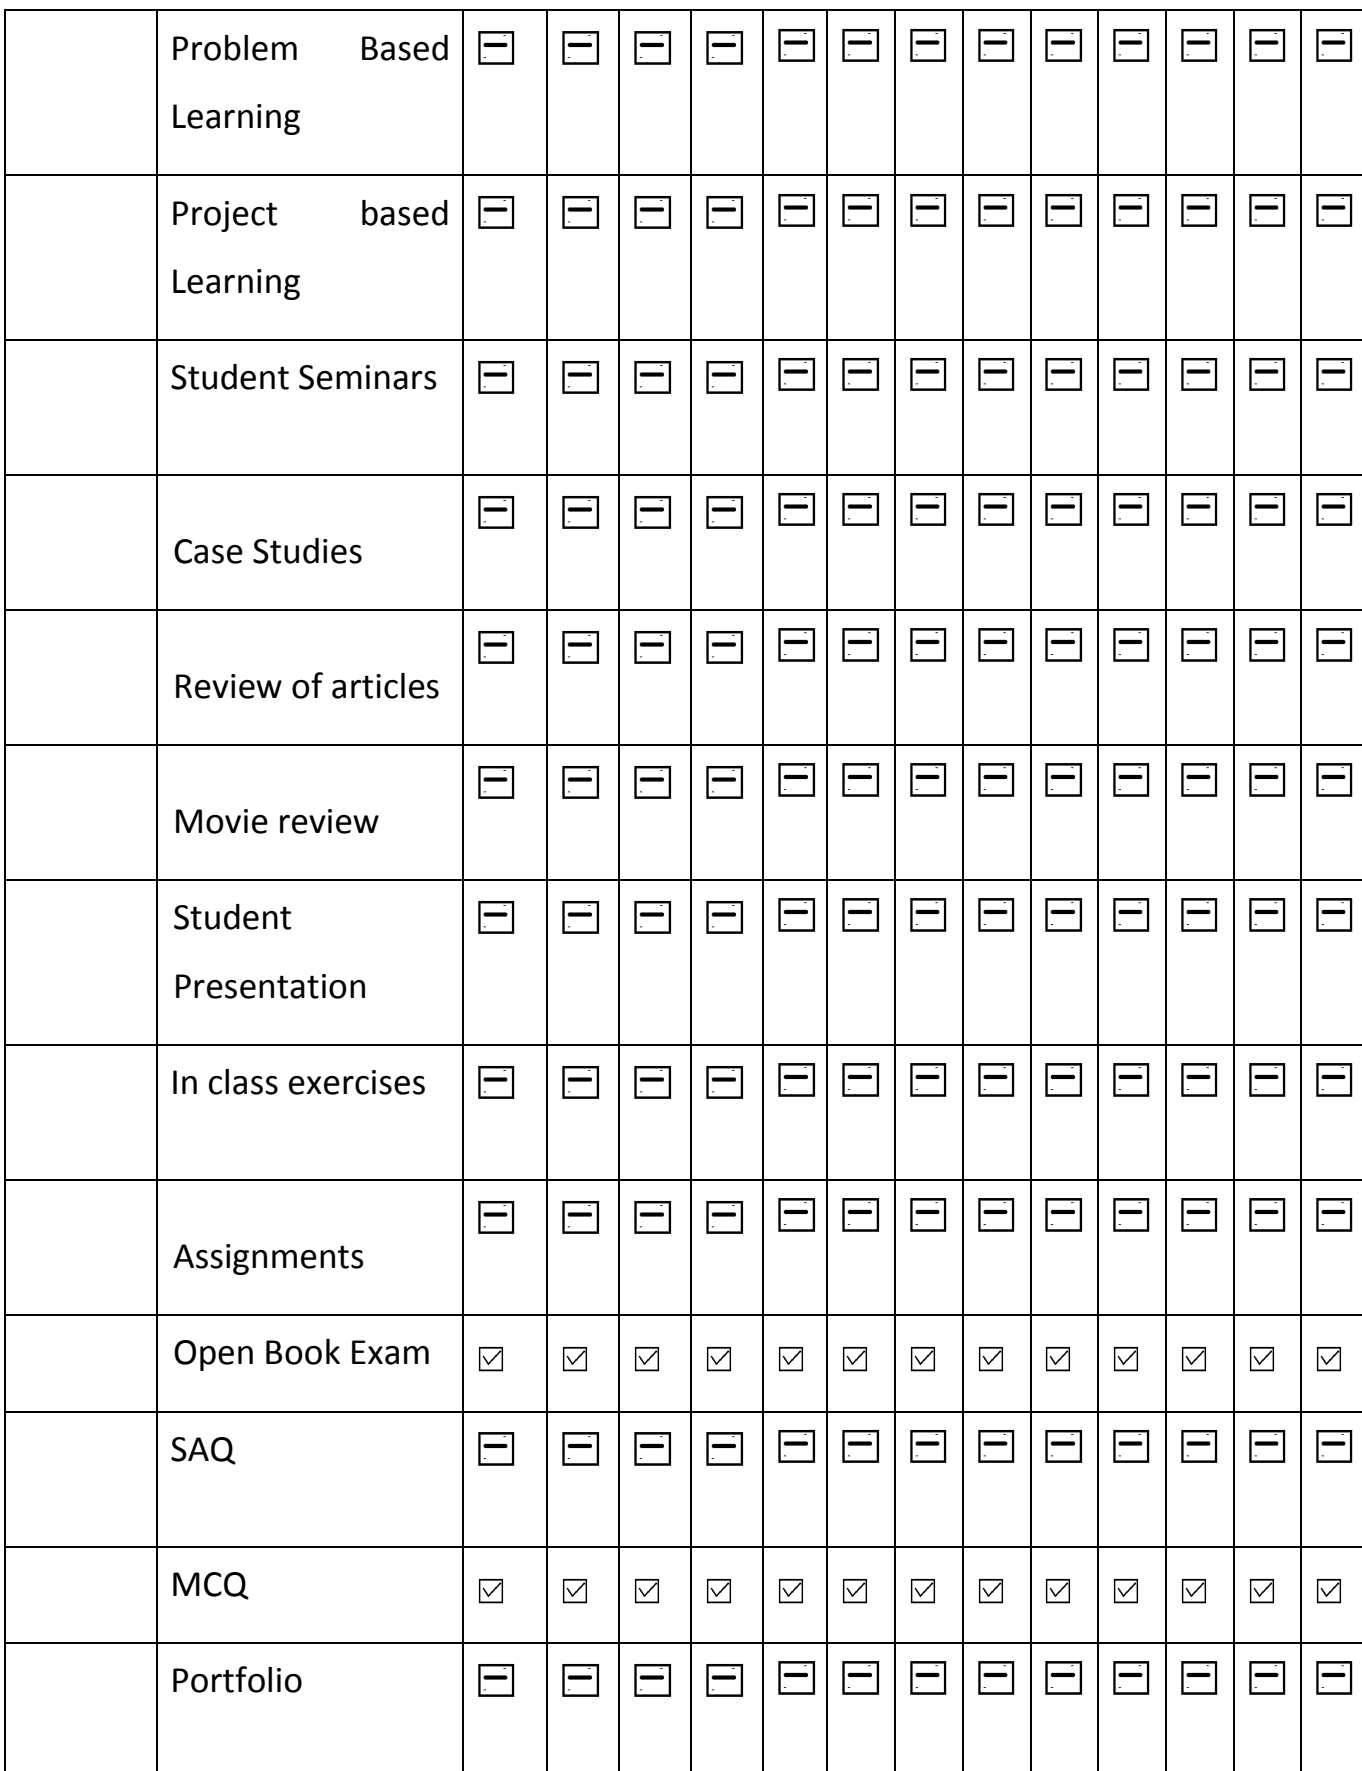 Problem Based
Learning
Project based
Learning
Student Seminars
Case Studies
Review of articles
Movie review
Student
Presentation
In class exercises
Assignments
Open Book Exam ☑ ☑ ☑ ☑ ☑ ☑ ☑ ☑ ☑ ☑ ☑ ☑ ☑
SAQ
MCQ ☑ ☑ ☑ ☑ ☑ ☑ ☑ ☑ ☑ ☑ ☑ ☑ ☑
Portfolio